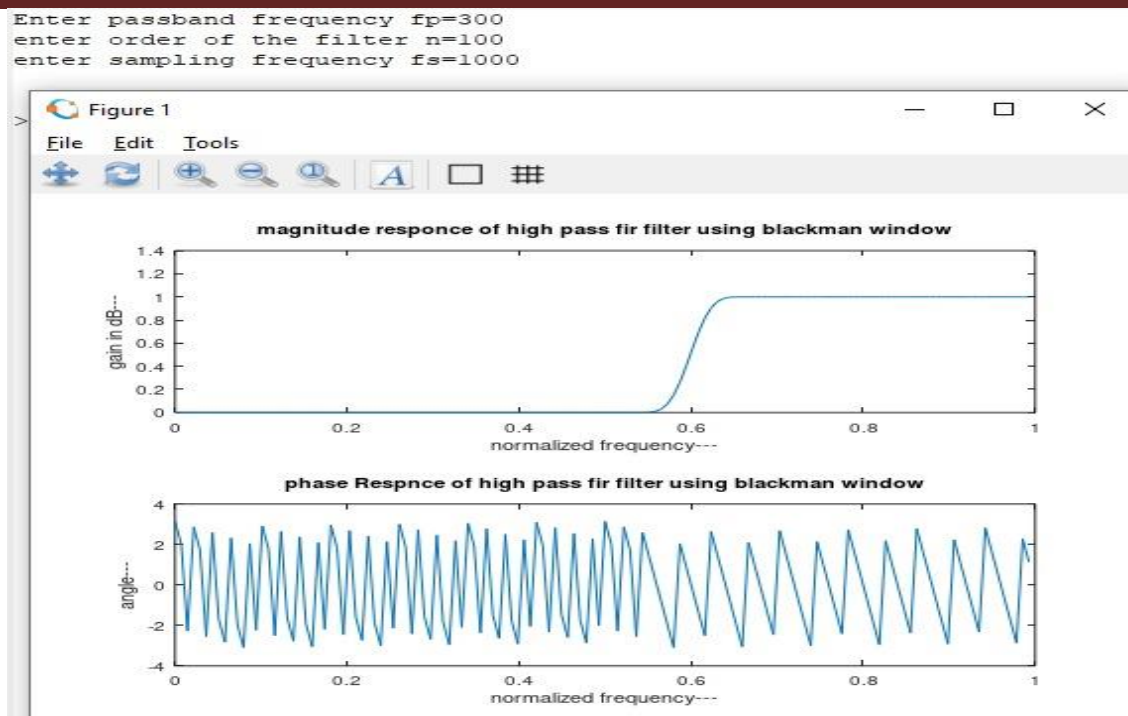 Enter passband frequency fp=300
enter order of the filter n=100
enter sampling frequency fs=1000
>
Figure 1
File Edit Tools
A
magnitude responce of high pass fir filter using blackman window
1.4
1.2
1
0.8
0.6
0.4
0.2
0
gain in dB---
0 0.2 0.4 0.6 0.8 1
normalized frequency---
phase Respnce of high pass fir filter using blackman window
4
2
0
-2
-4
angle---
0 0.2 0.4 0.6 0.8 1
normalized frequency---